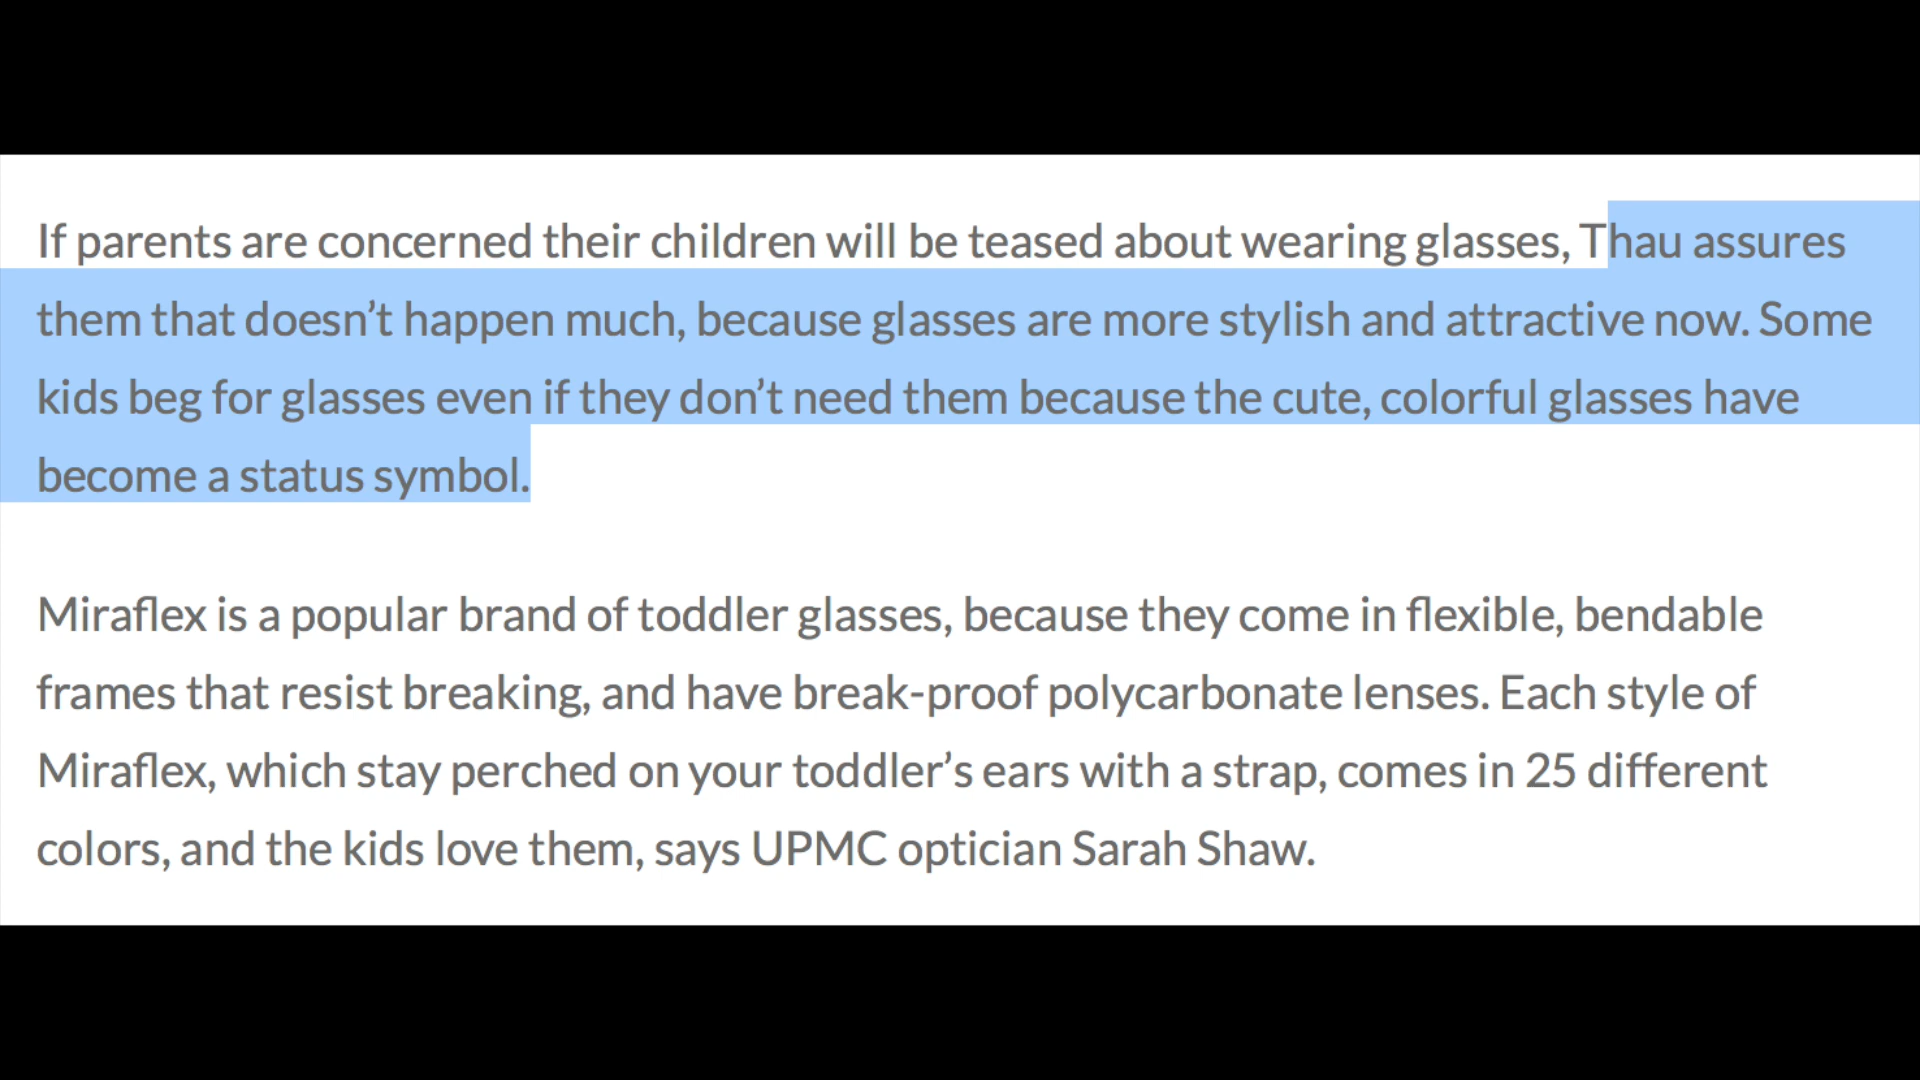 If parents are concerned their children will be teased about wearing glasses, Thau assures
them that doesn’t happen much, because glasses are more stylish and attractive now. Some
kids beg for glasses even if they don’t need them because the cute, colorful glasses have
become a status symbol.
Miraflex is a popular brand of toddler glasses, because they come in flexible, bendable
frames that resist breaking, and have break-proof polycarbonate lenses. Each style of
Miraflex, which stay perched on your toddler’s ears with a strap, comes in 25 different
colors, and the kids love them, says UPMC optician Sarah Shaw.